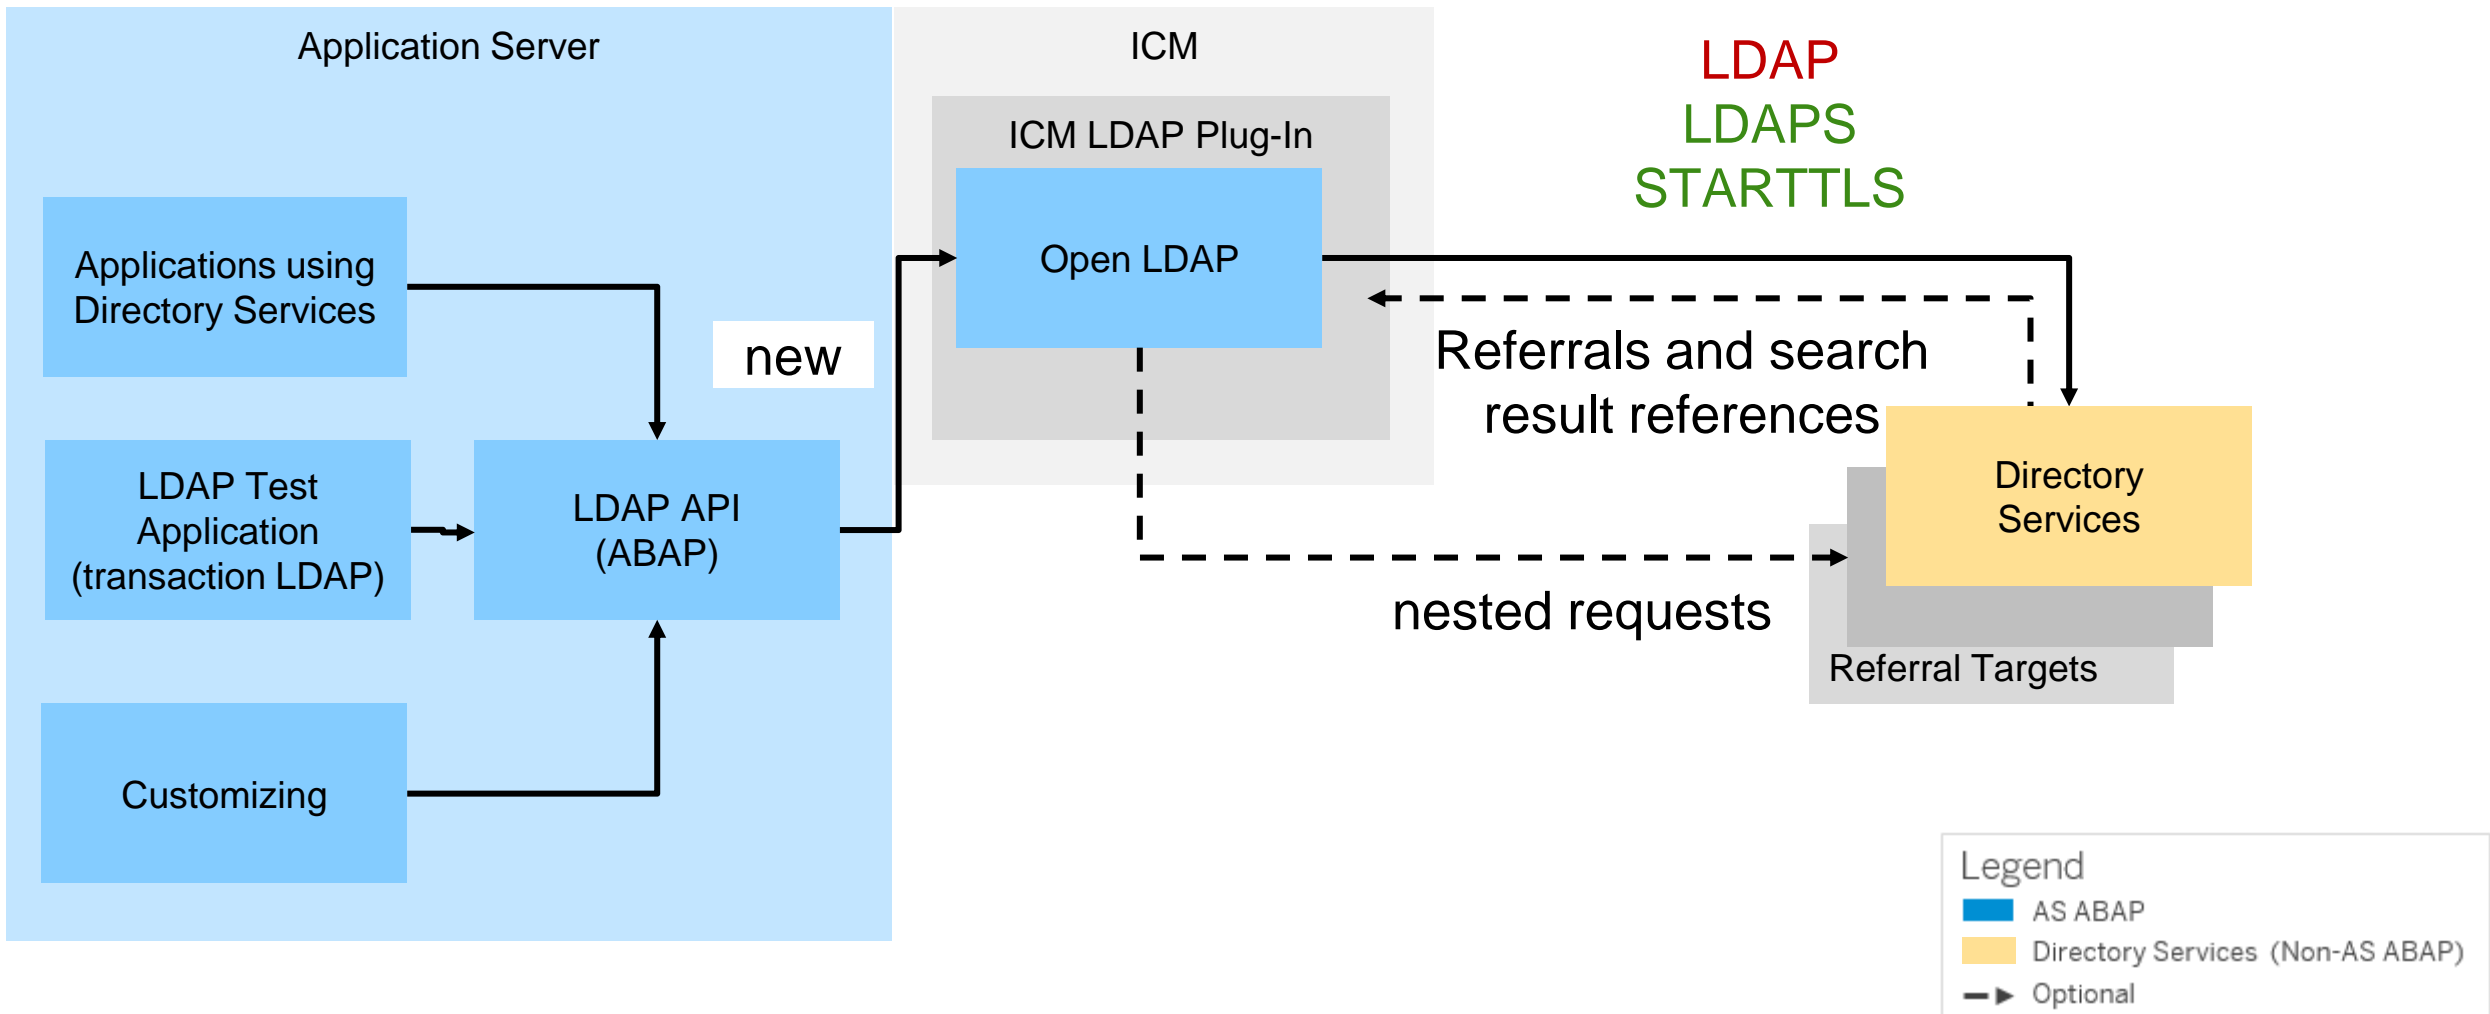 Application Server
ICM
LDAP
LDAPS
STARTTLS
ICM LDAP Plug-In
Applications using
Directory Services
Open LDAP
new
Referrals and search
result references
LDAP Test
Application
(transaction LDAP)
LDAP API
(ABAP)
Directory
Services
nested requests
Referral Targets
Customizing
Legend
AS ABAP
Directory Services (Non-AS ABAP)
Optional